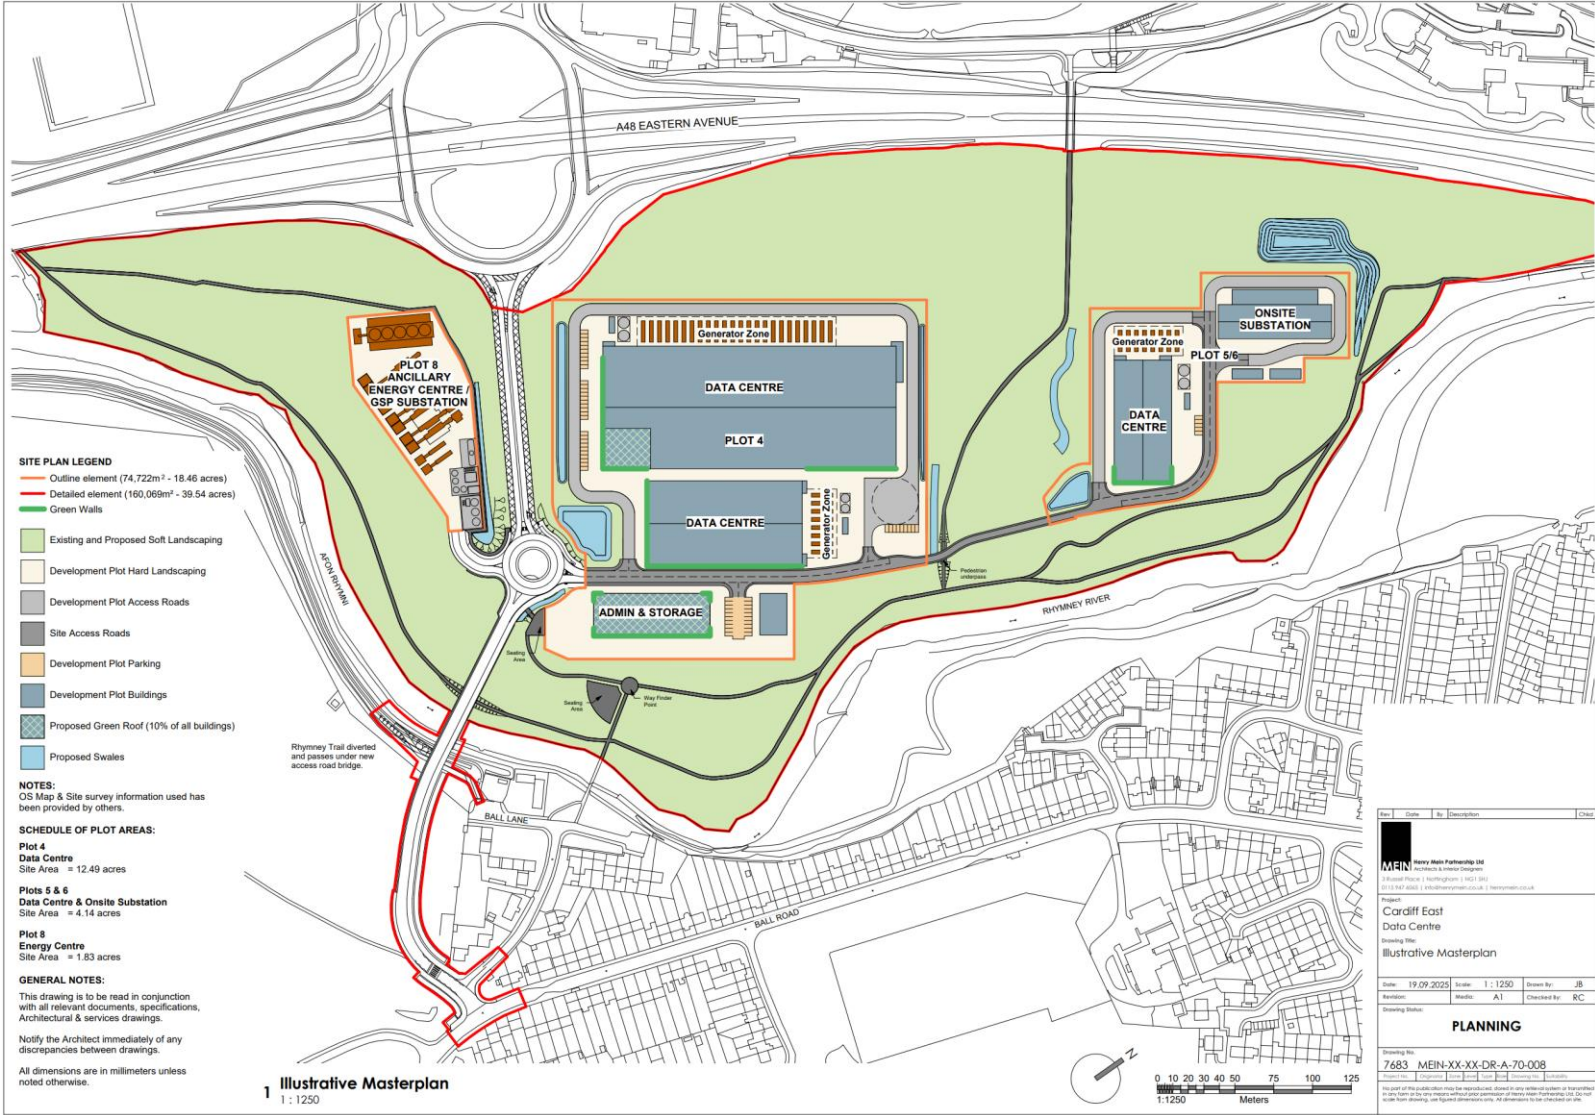 A48 EASTERN AVENUE
Generator Zone
DATA CENTRE
PLOT 4
DATA CENTRE
Generator Zone
ADMIN & STORAGE
PLOT 8
ANCILLARY
ENERGY CENTRE /
GSP SUBSTATION
ONSITE
SUBSTATION
Generator Zone
PLOT 5/6
DATA
CENTRE
Pedestrian
underpass
RHYMNEY RIVER
AFON RHYMNI
Seating
Area
Seating
Area
Way Finder
Point
Rhymney Trail diverted
and passes under new
access road bridge.
BALL LANE
BALL ROAD
SITE PLAN LEGEND
Outline element (74,722m² - 18.46 acres)
Detailed element (160,069m² - 39.54 acres)
Green Walls
Existing and Proposed Soft Landscaping
Development Plot Hard Landscaping
Development Plot Access Roads
Site Access Roads
Development Plot Parking
Development Plot Buildings
Proposed Green Roof (10% of all buildings)
Proposed Swales
NOTES:
OS Map & Site survey information used has
been provided by others.
SCHEDULE OF PLOT AREAS:
Plot 4
Data Centre
Site Area = 12.49 acres
Plots 5 & 6
Data Centre & Onsite Substation
Site Area = 4.14 acres
Plot 8
Energy Centre
Site Area = 1.83 acres
GENERAL NOTES:
This drawing is to be read in conjunction
with all relevant documents, specifications,
Architectural & services drawings.
Notify the Architect immediately of any
discrepancies between drawings.
All dimensions are in millimeters unless
noted otherwise.
1 Illustrative Masterplan
1 : 1250
N
0 10 20 30 40 50 75 100 125
1:1250 Meters
Rev Date By Description Chkd
MEIN Henry Mein Partnership Ltd
Architects & Interior Designers
Project:
Cardiff East
Data Centre
Drawing Title:
Illustrative Masterplan
Date: 19.09.2025 Scale: 1 : 1250 Drawn By: JB
Revision: Media: A1 Checked By: RC
Drawing Status:
PLANNING
Drawing No.
7683 MEIN-XX-XX-DR-A-70-008